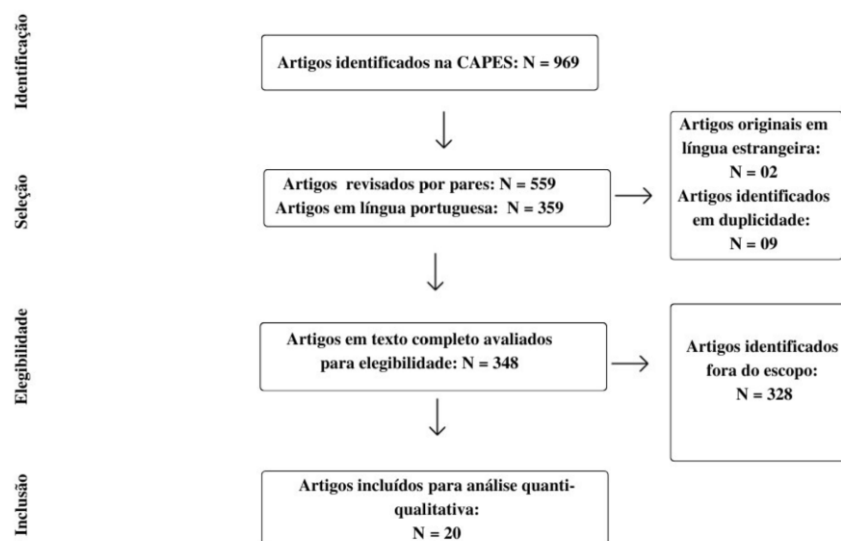 Identificação
Artigos identificados na CAPES: N = 969
Seleção
Artigos revisados por pares: N = 559
Artigos em língua portuguesa: N = 359
Artigos originais em
língua estrangeira:
N = 02
Artigos identificados
em duplicidade:
N = 09
Elegibilidade
Artigos em texto completo avaliados
para elegibilidade: N = 348
Artigos identificados
fora do escopo:
N = 328
Inclusão
Artigos incluídos para análise quanti-
qualitativa:
N = 20